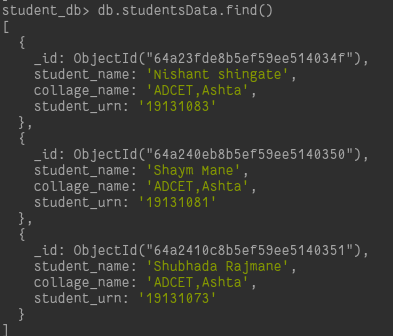 student_db> db.studentsData.find()
[
  {
    _id: ObjectId("64a23fde8b5ef59ee514034f"),
    student_name: 'Nishant shingate',
    collage_name: 'ADCET,Ashta',
    student_urn: '19131083'
  },
  {
    _id: ObjectId("64a240eb8b5ef59ee5140350"),
    student_name: 'Shaym Mane',
    collage_name: 'ADCET,Ashta',
    student_urn: '19131081'
  },
  {
    _id: ObjectId("64a2410c8b5ef59ee5140351"),
    student_name: 'Shubhada Rajmane',
    collage_name: 'ADCET,Ashta',
    student_urn: '19131073'
  }
]